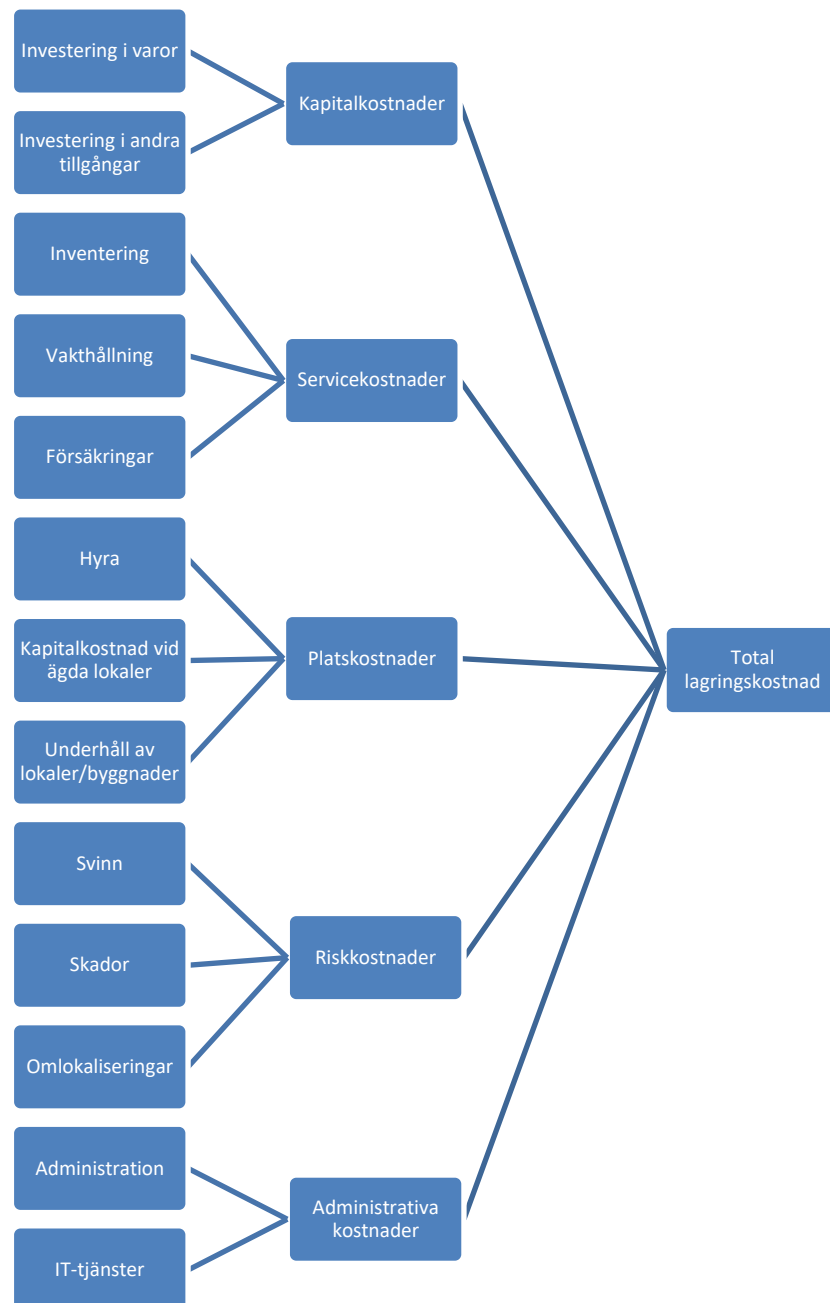 Investering i varor
Investering i andra
tillgångar
Kapitalkostnader
Inventering
Vakthållning
Försäkringar
Servicekostnader
Hyra
Kapitalkostnad vid
ägda lokaler
Underhåll av
lokaler/byggnader
Platskostnader
Svinn
Skador
Omlokaliseringar
Riskkostnader
Administration
IT-tjänster
Administrativa
kostnader
Total
lagringskostnad